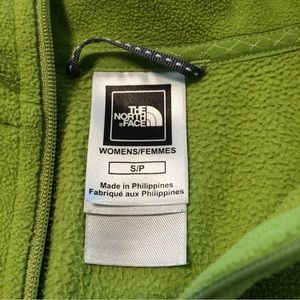 THE
NORTH
FACE
WOMENS/FEMMES
S/P
Made in Philippines
Fabriqué aux Philippines